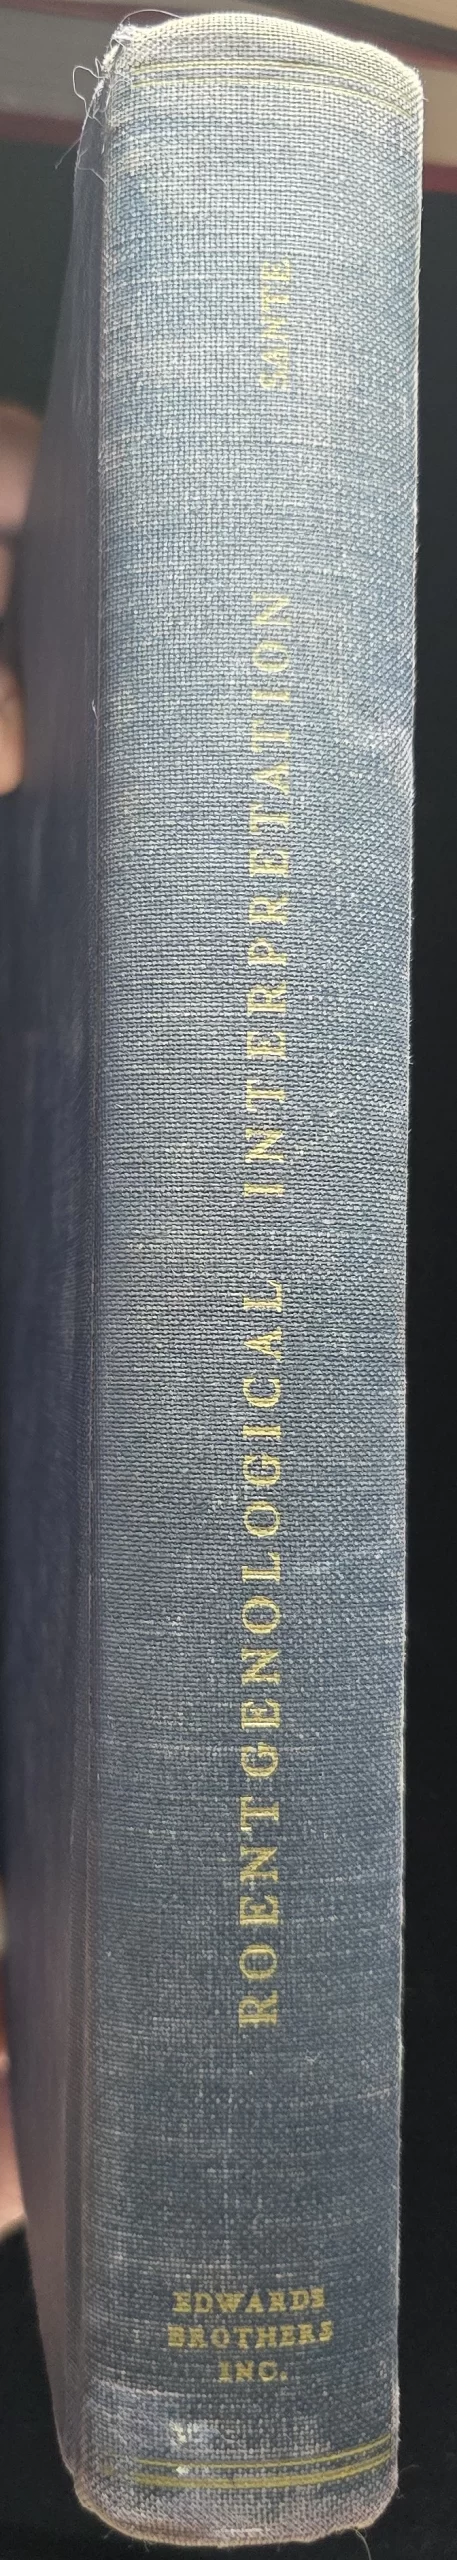 SANTE
ROENTGENOLOGICAL INTERPRETATION
EDWARDS
BROTHERS
INC.